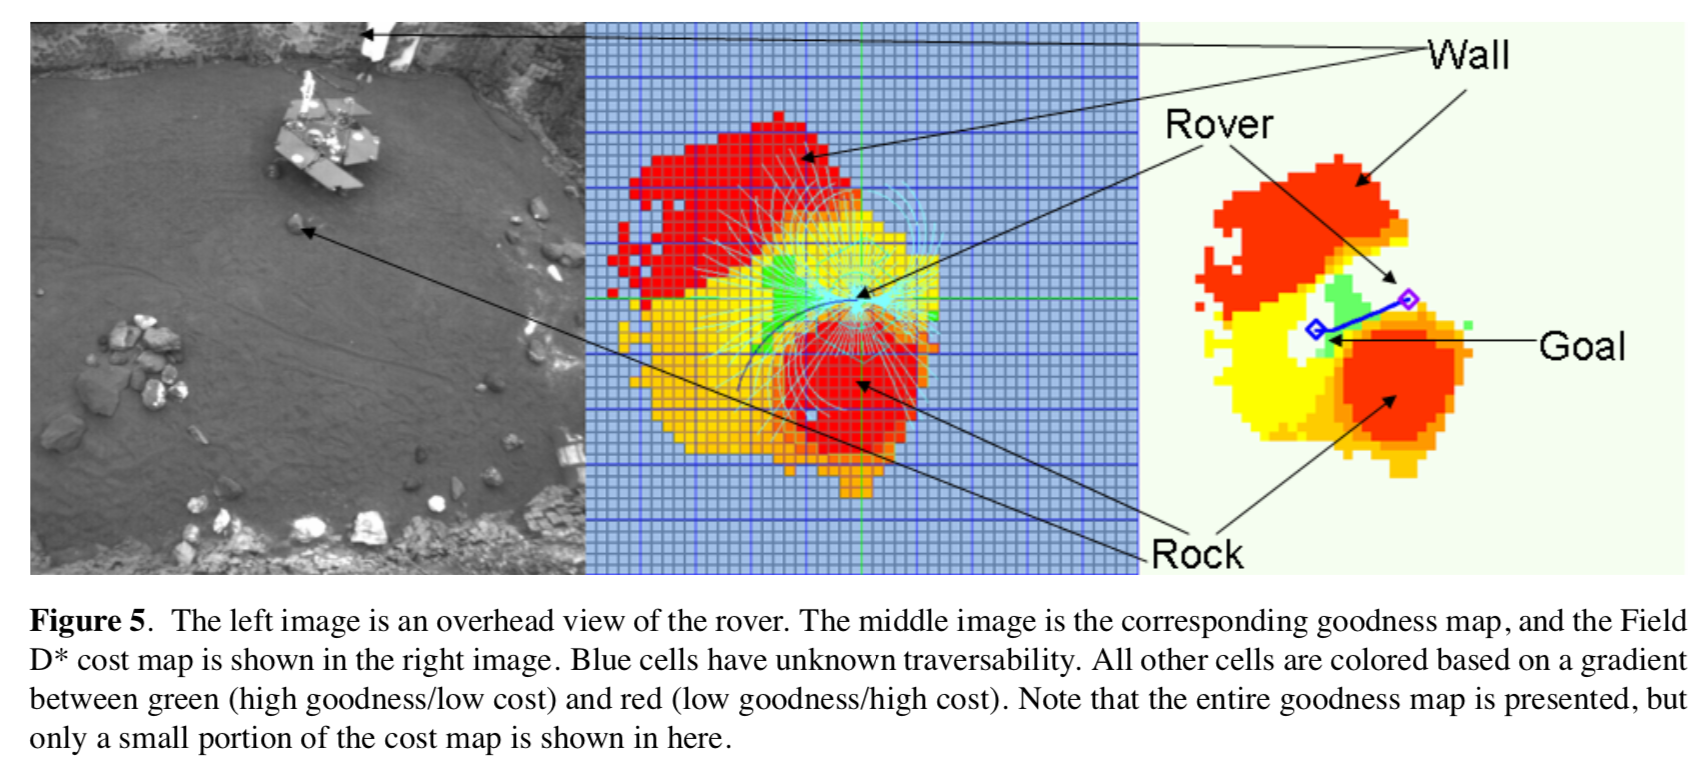 Wall
Rover
Goal
Rock
Figure 5.  The left image is an overhead view of the rover. The middle image is the corresponding goodness map, and the Field
D* cost map is shown in the right image. Blue cells have unknown traversability. All other cells are colored based on a gradient
between green (high goodness/low cost) and red (low goodness/high cost). Note that the entire goodness map is presented, but
only a small portion of the cost map is shown in here.